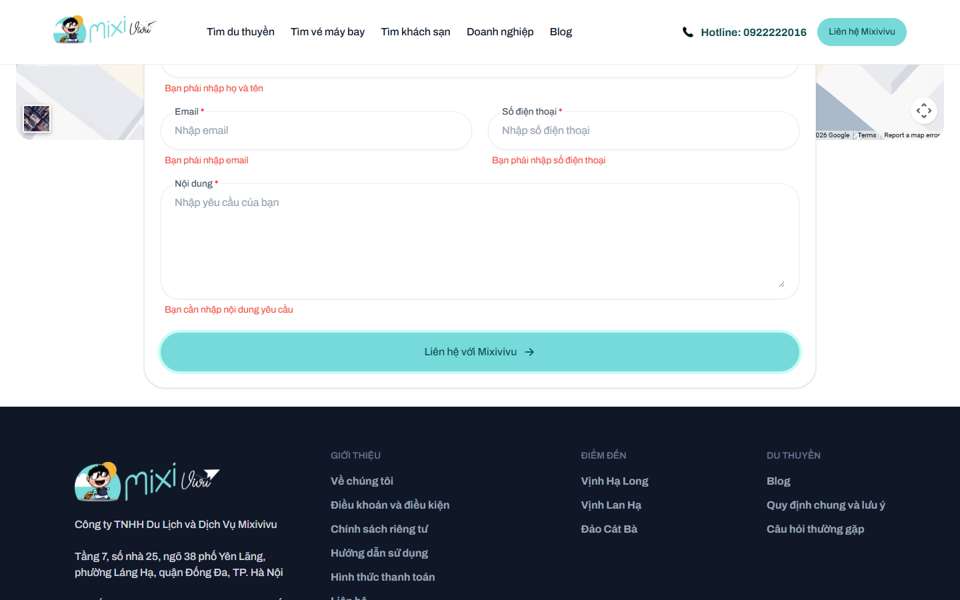 mixi Vivu
Tìm du thuyền
Tìm vé máy bay
Tìm khách sạn
Doanh nghiệp
Blog
Hotline: 0922222016
Liên hệ Mixivivu
026 Google
Terms
Report a map error
Bạn phải nhập họ và tên
Email *
Nhập email
Bạn phải nhập email
Số điện thoại *
Nhập số điện thoại
Bạn phải nhập số điện thoại
Nội dung *
Nhập yêu cầu của bạn
Bạn cần nhập nội dung yêu cầu
Liên hệ với Mixivivu →
mixi Vivu
Công ty TNHH Du Lịch và Dịch Vụ Mixivivu
Tầng 7, số nhà 25, ngõ 38 phố Yên Lãng,
phường Láng Hạ, quận Đống Đa, TP. Hà Nội
GIỚI THIỆU
Về chúng tôi
Điều khoản và điều kiện
Chính sách riêng tư
Hướng dẫn sử dụng
Hình thức thanh toán
Liên hệ
ĐIỂM ĐẾN
Vịnh Hạ Long
Vịnh Lan Hạ
Đảo Cát Bà
DU THUYỀN
Blog
Quy định chung và lưu ý
Câu hỏi thường gặp